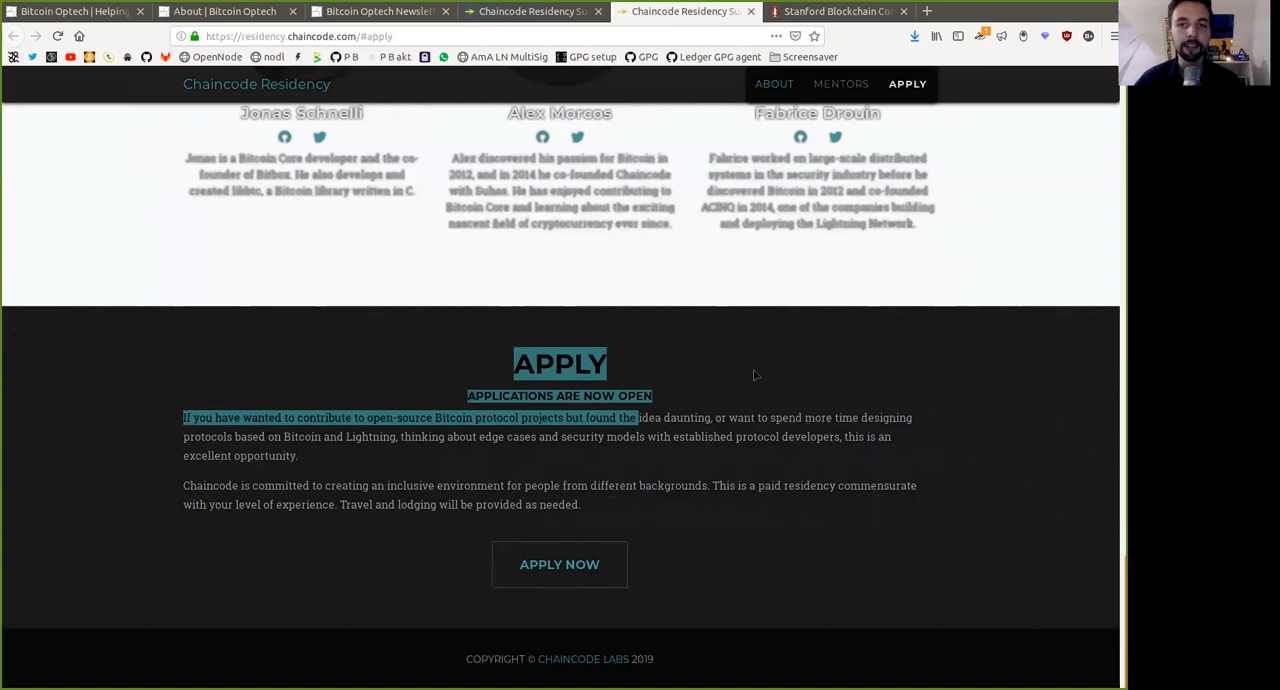 Bitcoin Optech | Helping
About | Bitcoin Optech
Bitcoin Optech Newslet
Chaincode Residency Su
Chaincode Residency Su
Stanford Blockchain Co
https://residency.chaincode.com/#apply
OpenNode
nodl
P B
P B akt
AmA LN MultiSig
GPG setup
GPG
Ledger GPG agent
Screensaver
Chaincode Residency
ABOUT
MENTORS
APPLY
Jonas Schnelli
Alex Morcos
Fabrice Drouin
Jonas is a Bitcoin Core developer and the co-
founder of Bitbox. He also develops and
created libbtc, a Bitcoin library written in C.
Alex discovered his passion for Bitcoin in
2012, and in 2014 he co-founded Chaincode
with Suhas. He has enjoyed contributing to
Bitcoin Core and learning about the exciting
nascent field of cryptocurrency ever since.
Fabrice worked on large-scale distributed
systems in the security industry before he
discovered Bitcoin in 2012 and co-founded
ACINQ in 2014, one of the companies building
and deploying the Lightning Network.
APPLY
APPLICATIONS ARE NOW OPEN
If you have wanted to contribute to open-source Bitcoin protocol projects but found the idea daunting, or want to spend more time designing
protocols based on Bitcoin and Lightning, thinking about edge cases and security models with established protocol developers, this is an
excellent opportunity.
Chaincode is committed to creating an inclusive environment for people from different backgrounds. This is a paid residency commensurate
with your level of experience. Travel and lodging will be provided as needed.
APPLY NOW
COPYRIGHT © CHAINCODE LABS 2019